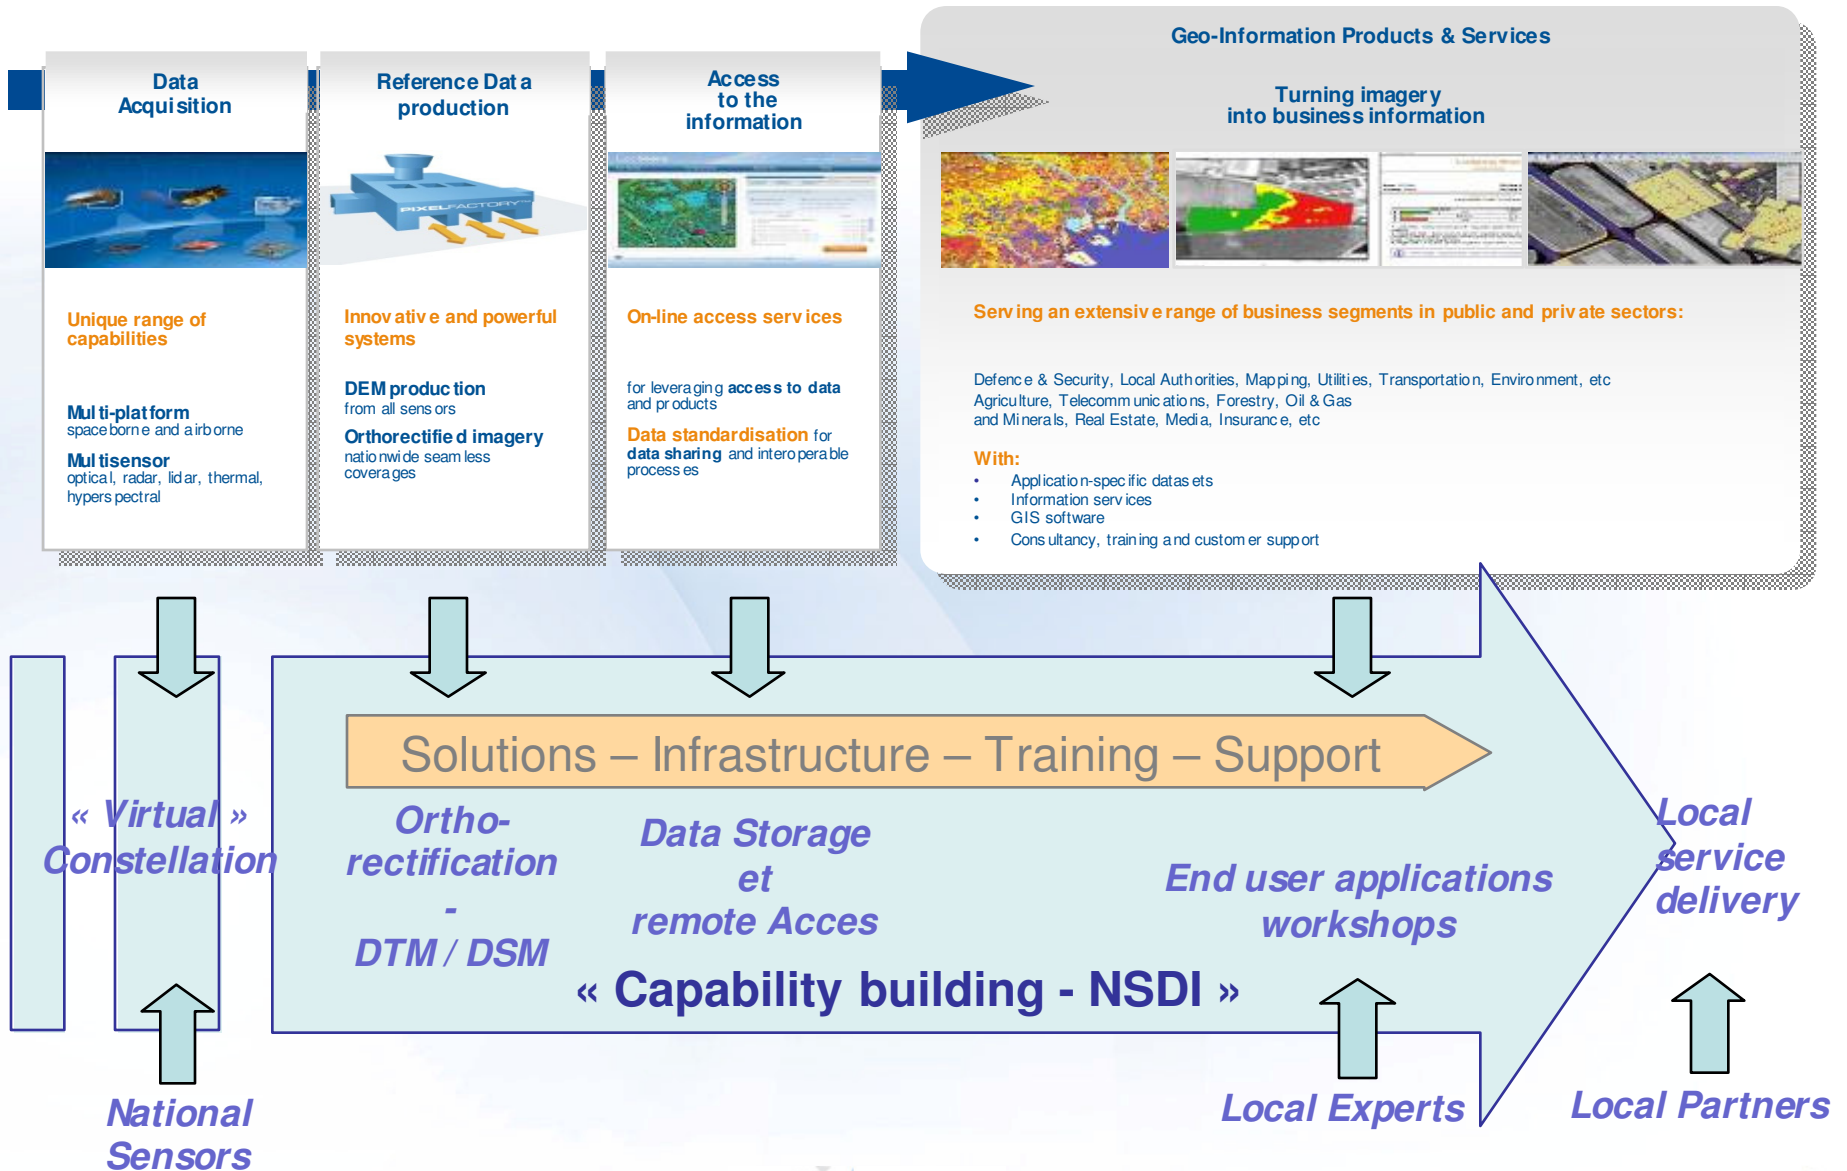 Data
Acquisition
Unique range of
capabilities
Multi-platform
spaceborne and airborne
Multisensor
optical, radar, lidar, thermal,
hyperspectral
Reference Data
production
PIXELFACTORY™
Innovative and powerful
systems
DEM production
from all sensors
Orthorectified imagery
nationwide seamless
coverages
Access
to the
information
On-line access services
for leveraging access to data
and products
Data standardisation for
data sharing and interoperable
processes
Geo-Information Products & Services
Turning imagery
into business information
Serving an extensive range of business segments in public and private sectors:
Defence & Security, Local Authorities, Mapping, Utilities, Transportation, Environment, etc
Agriculture, Telecommunications, Forestry, Oil & Gas
and Minerals, Real Estate, Media, Insurance, etc
With:
• Application-specific datasets
• Information services
• GIS software
• Consultancy, training and customer support
Solutions – Infrastructure – Training – Support
« Virtual »
Constellation
Ortho-
rectification
-
DTM / DSM
Data Storage
et
remote Acces
End user applications
workshops
Local
service
delivery
« Capability building - NSDI »
National
Sensors
Local Experts
Local Partners